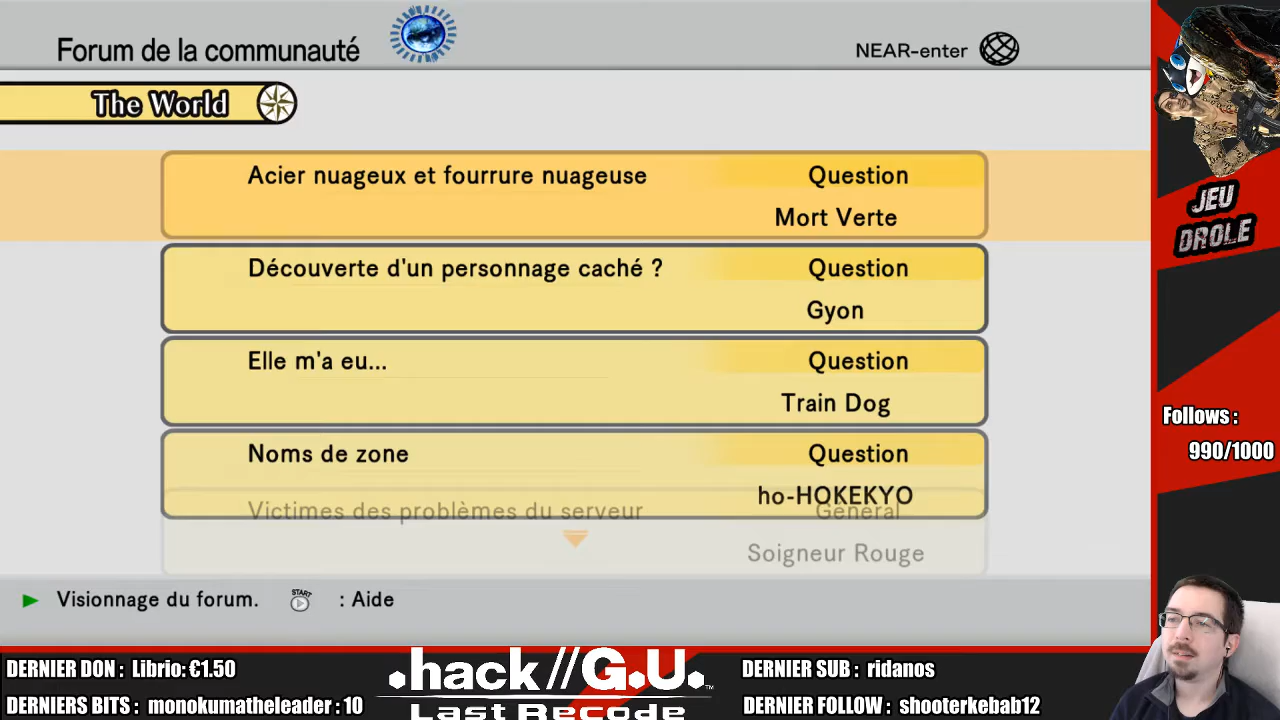 Forum de la communauté
NEAR-enter
The World
Acier nuageux et fourrure nuageuse
Question
Mort Verte
Découverte d'un personnage caché ?
Question
Gyon
Elle m'a eu...
Question
Train Dog
Noms de zone
Question
ho-HOKEKYO
Victimes des problèmes du serveur
Général
Soigneur Rouge
Visionnage du forum.
START
: Aide
JEU
DROLE
Follows :
990/1000
DERNIER DON : Librio: €1.50
DERNIERS BITS : monokumatheleader : 10
.hack//G.U.
TM
Last Recode
DERNIER SUB : ridanos
DERNIER FOLLOW : shooterkebab12